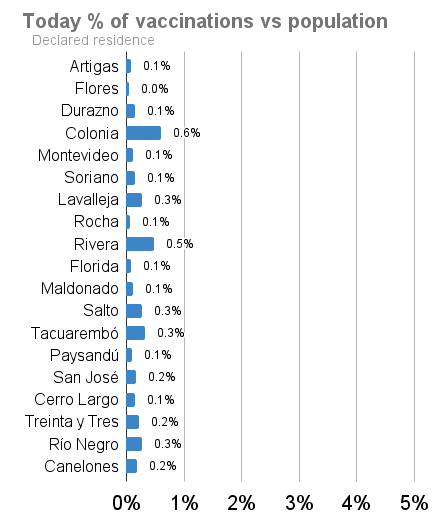 Today % of vaccinations vs population
Declared residence
Artigas 0.1%
Flores 0.0%
Durazno 0.1%
Colonia 0.6%
Montevideo 0.1%
Soriano 0.1%
Lavalleja 0.3%
Rocha 0.1%
Rivera 0.5%
Florida 0.1%
Maldonado 0.1%
Salto 0.3%
Tacuarembó 0.3%
Paysandú 0.1%
San José 0.2%
Cerro Largo 0.1%
Treinta y Tres 0.2%
Río Negro 0.3%
Canelones 0.2%
0% 1% 2% 3% 4% 5%